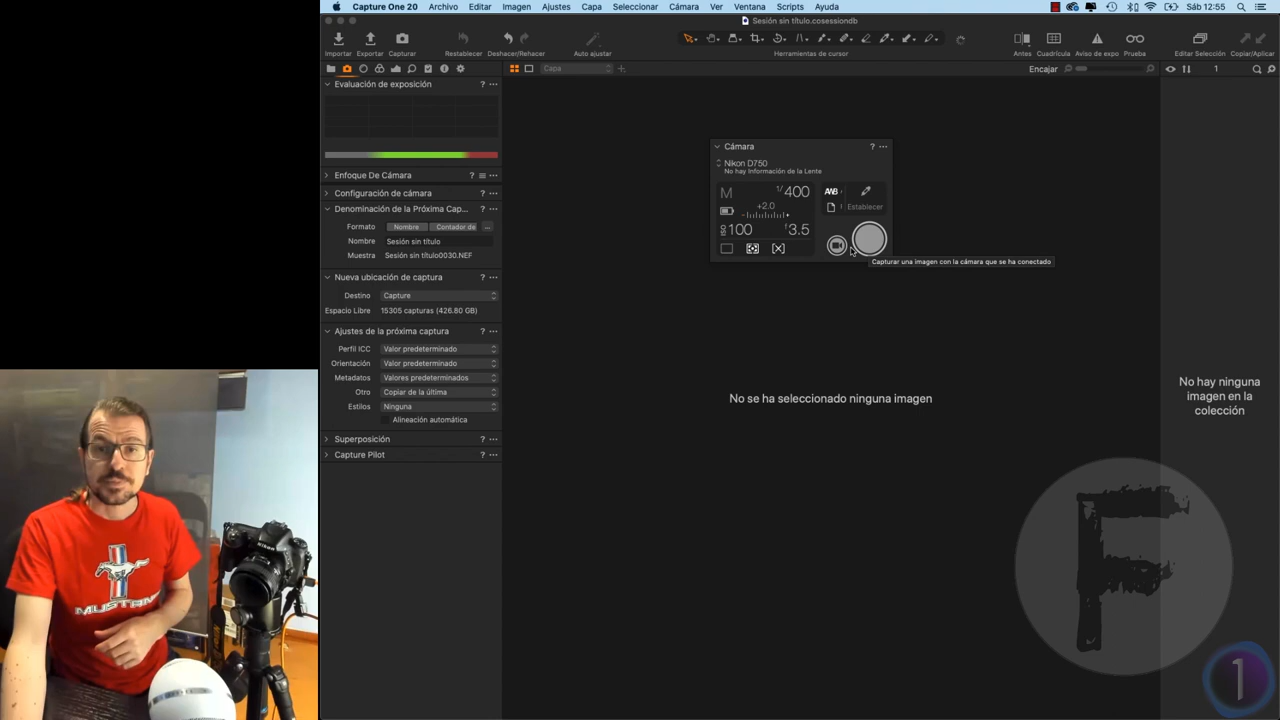 Capture One 20 Archivo Editar Imagen Ajustes Capa Seleccionar Cámara Ver Ventana Scripts Ayuda Sáb 12:55
Sesión sin título.cosessiondb
Importar Exportar Capturar Restablecer Deshacer/Rehacer Auto ajustar Herramientas de cursor Antes Cuadrícula Aviso de expo Prueba Editar Selección Copiar/Aplicar
Capa Encajar 1
Evaluación de exposición ? ...
Enfoque De Cámara ?
Configuración de cámara ? ...
Denominación de la Próxima Cap... ? ...
Formato Nombre Contador de ...
Nombre Sesión sin título
Muestra Sesión sin título0030.NEF
Nueva ubicación de captura ? ...
Destino Capture
Espacio Libre 15305 capturas (426.80 GB)
Ajustes de la próxima captura ? ...
Perfil ICC Valor predeterminado
Orientación Valor predeterminado
Metadatos Valores predeterminados
Otro Copiar de la última
Estilos Ninguna
Alineación automática
Superposición ? ...
Capture Pilot ? ...
Cámara ? ...
Nikon D750
No hay Información de la Lente
M 1/400 AWB
+2.0 Establecer
ISO 100 f3.5
Capturar una imagen con la cámara que se ha conectado
No se ha seleccionado ninguna imagen
No hay ninguna
imagen en la
colección
Nikon
MUSTANG
F
1